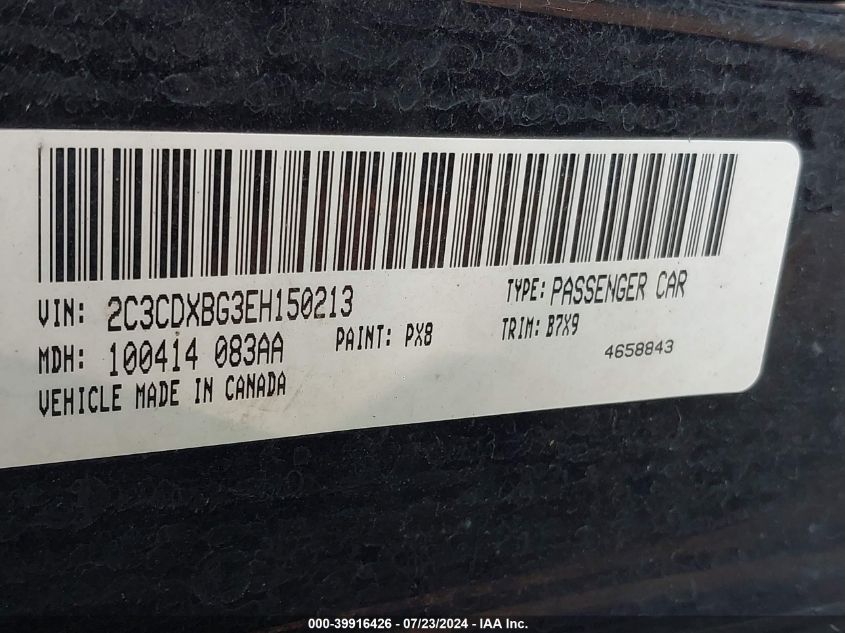 VIN: 2C3CDXBG3EH150213 TYPE: PASSENGER CAR
MDH: 100414 083AA PAINT: PX8 TRIM: B7X9
VEHICLE MADE IN CANADA 4658843
000-39916426 - 07/23/2024 - IAA Inc.